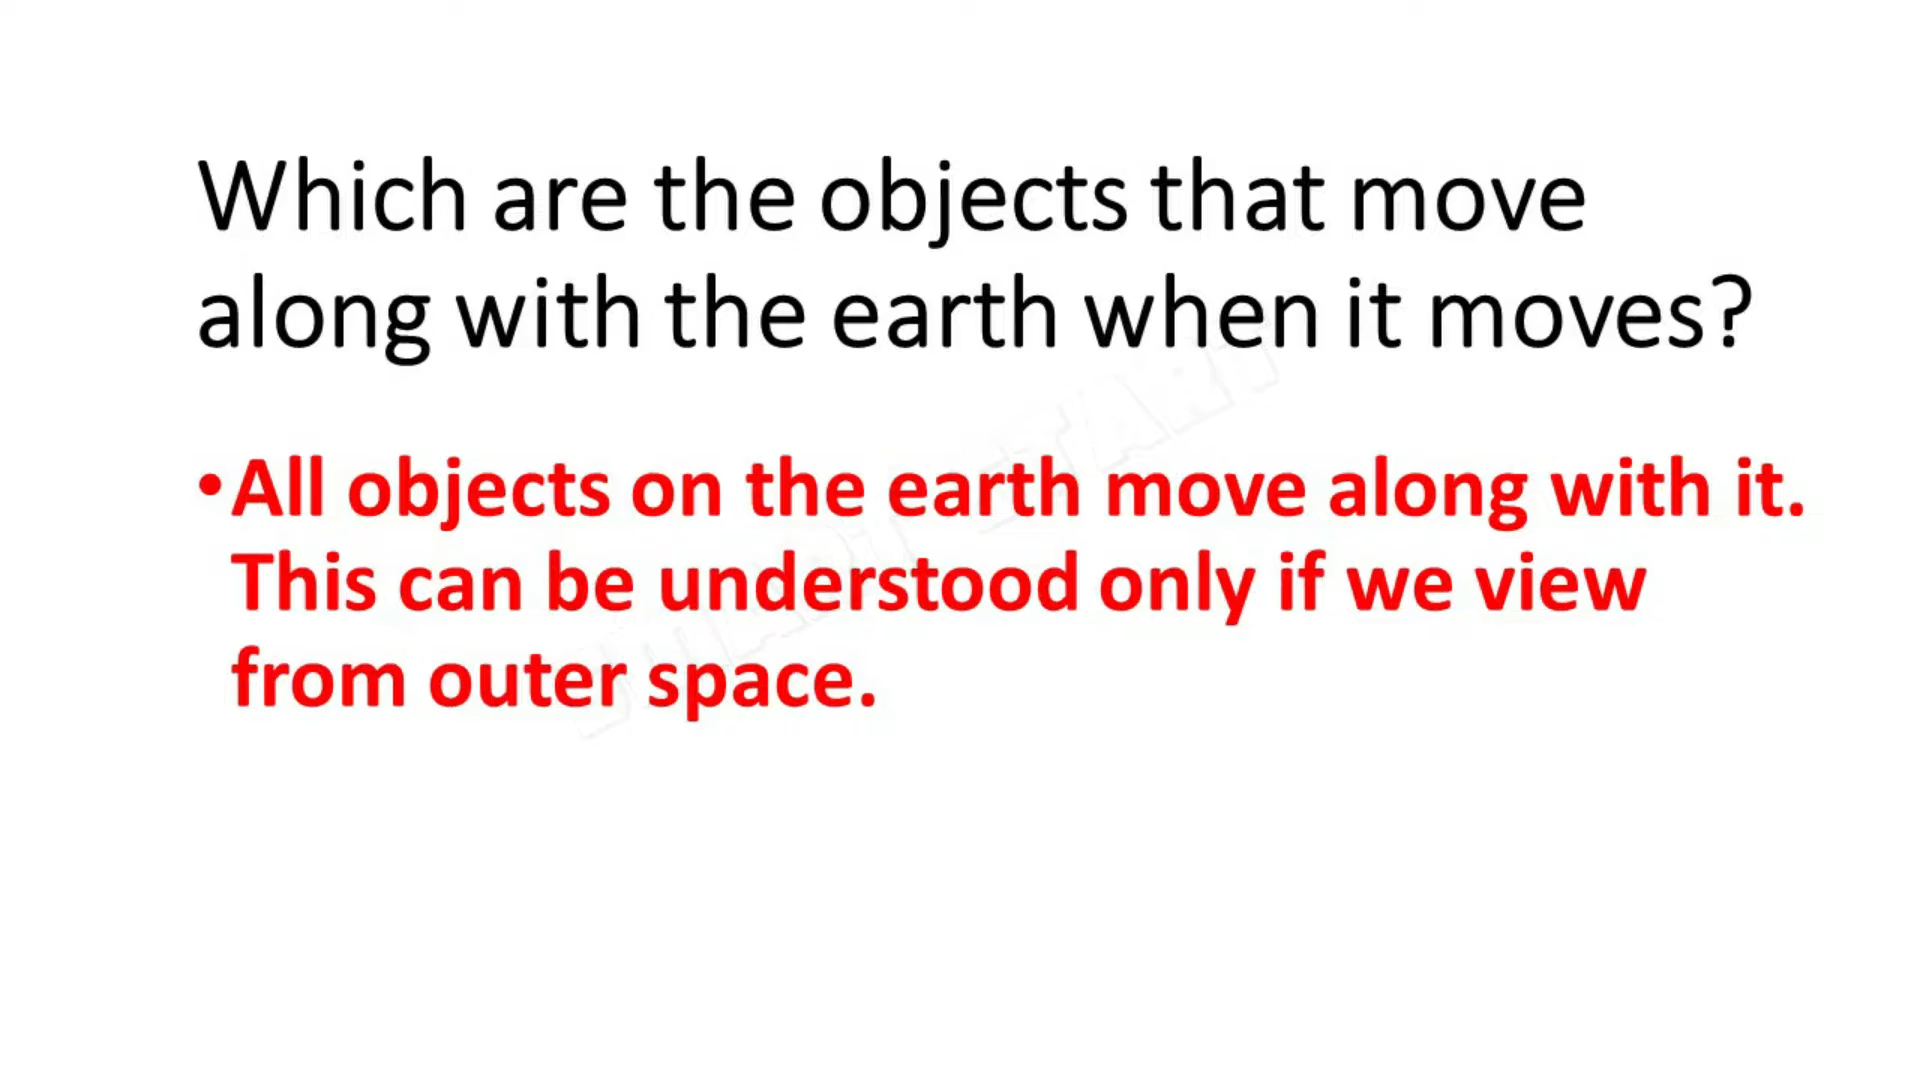 Which are the objects that move
along with the earth when it moves?
•All objects on the earth move along with it.
This can be understood only if we view
from outer space.